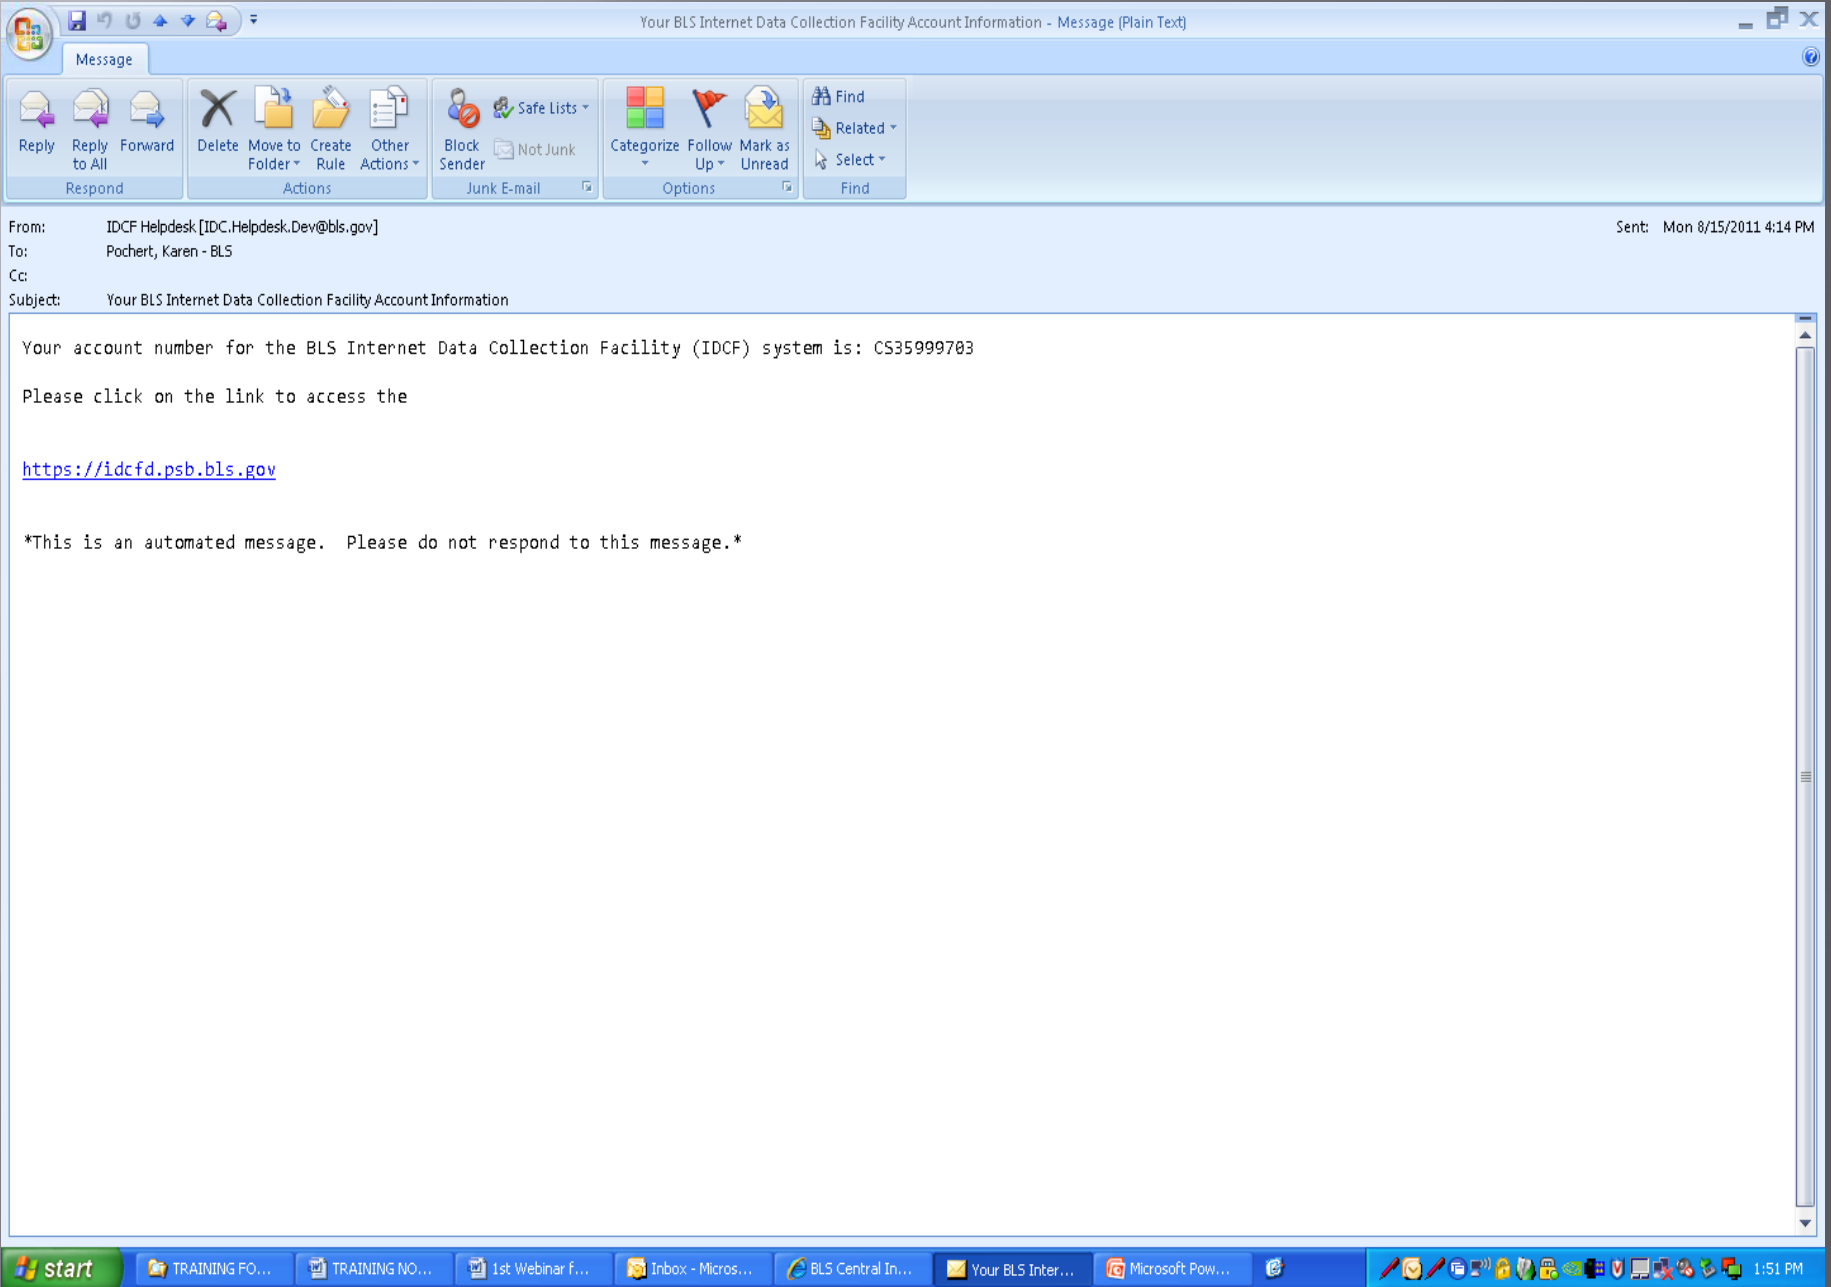 Your BLS Internet Data Collection Facility Account Information - Message (Plain Text)
Message
Reply
Reply to All
Forward
Respond
Delete
Move to Folder
Create Rule
Other Actions
Actions
Block Sender
Safe Lists
Not Junk
Junk E-mail
Categorize
Follow Up
Mark as Unread
Options
Find
Related
Select
Find
From: IDCF Helpdesk [IDC.Helpdesk.Dev@bls.gov]
Sent: Mon 8/15/2011 4:14 PM
To: Pochert, Karen - BLS
Cc:
Subject: Your BLS Internet Data Collection Facility Account Information
Your account number for the BLS Internet Data Collection Facility (IDCF) system is: CS35999703
Please click on the link to access the
https://idcfd.psb.bls.gov
*This is an automated message.  Please do not respond to this message.*
start
TRAINING FO...
TRAINING NO...
1st Webinar f...
Inbox - Micros...
BLS Central In...
Your BLS Inter...
Microsoft Pow...
1:51 PM